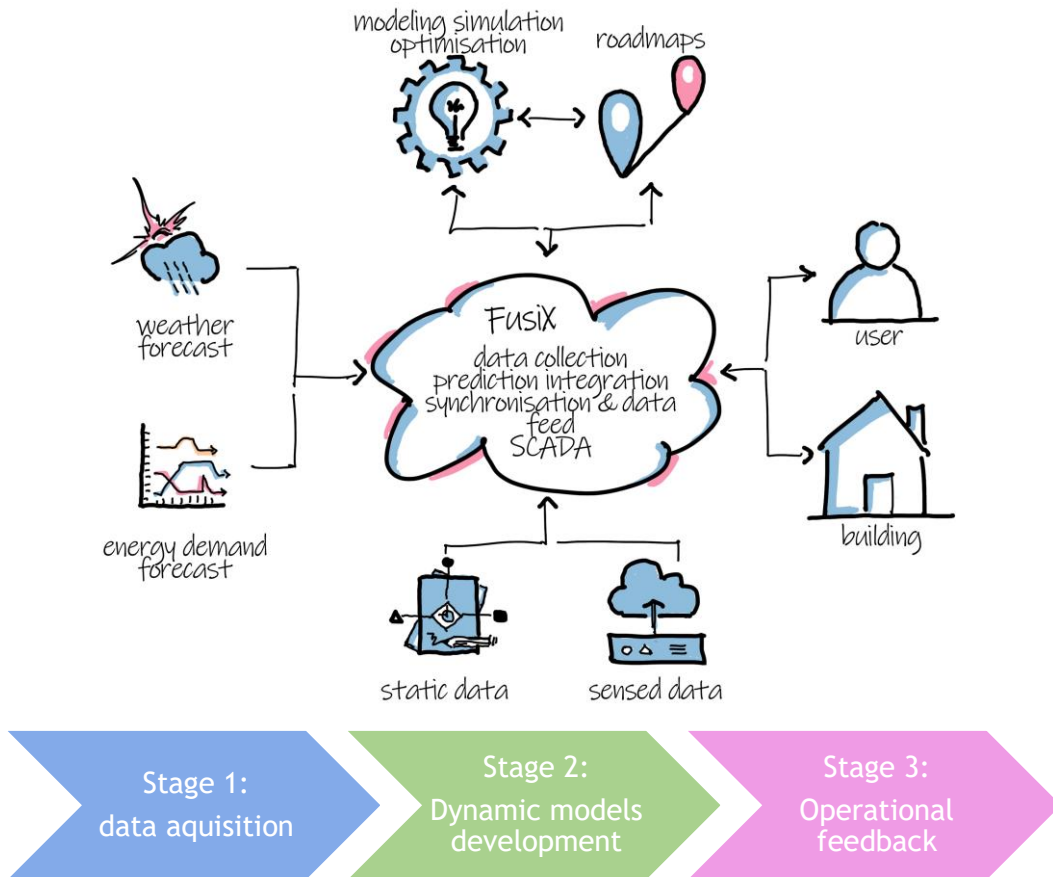 modeling simulation
optimisation
roadmaps
weather
forecast
FusiX
data collection
prediction integration
synchronisation & data
feed
SCADA
user
energy demand
forecast
building
static data
sensed data
Stage 1:
data aquisition
Stage 2:
Dynamic models
development
Stage 3:
Operational
feedback